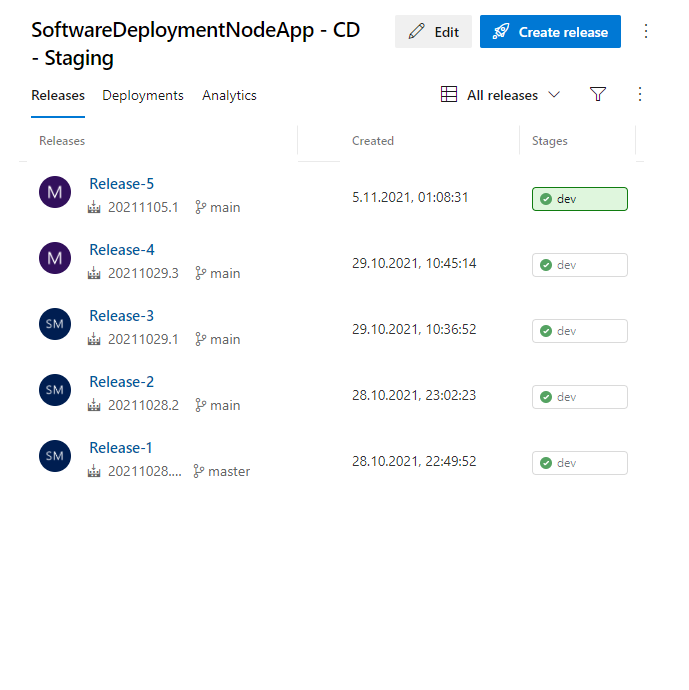 SoftwareDeploymentNodeApp - CD
- Staging
Edit
Create release
Releases Deployments Analytics
All releases
Releases Created Stages
M Release-5
20211105.1 main
5.11.2021, 01:08:31
dev
M Release-4
20211029.3 main
29.10.2021, 10:45:14
dev
SM Release-3
20211029.1 main
29.10.2021, 10:36:52
dev
SM Release-2
20211028.2 main
28.10.2021, 23:02:23
dev
SM Release-1
20211028.... master
28.10.2021, 22:49:52
dev